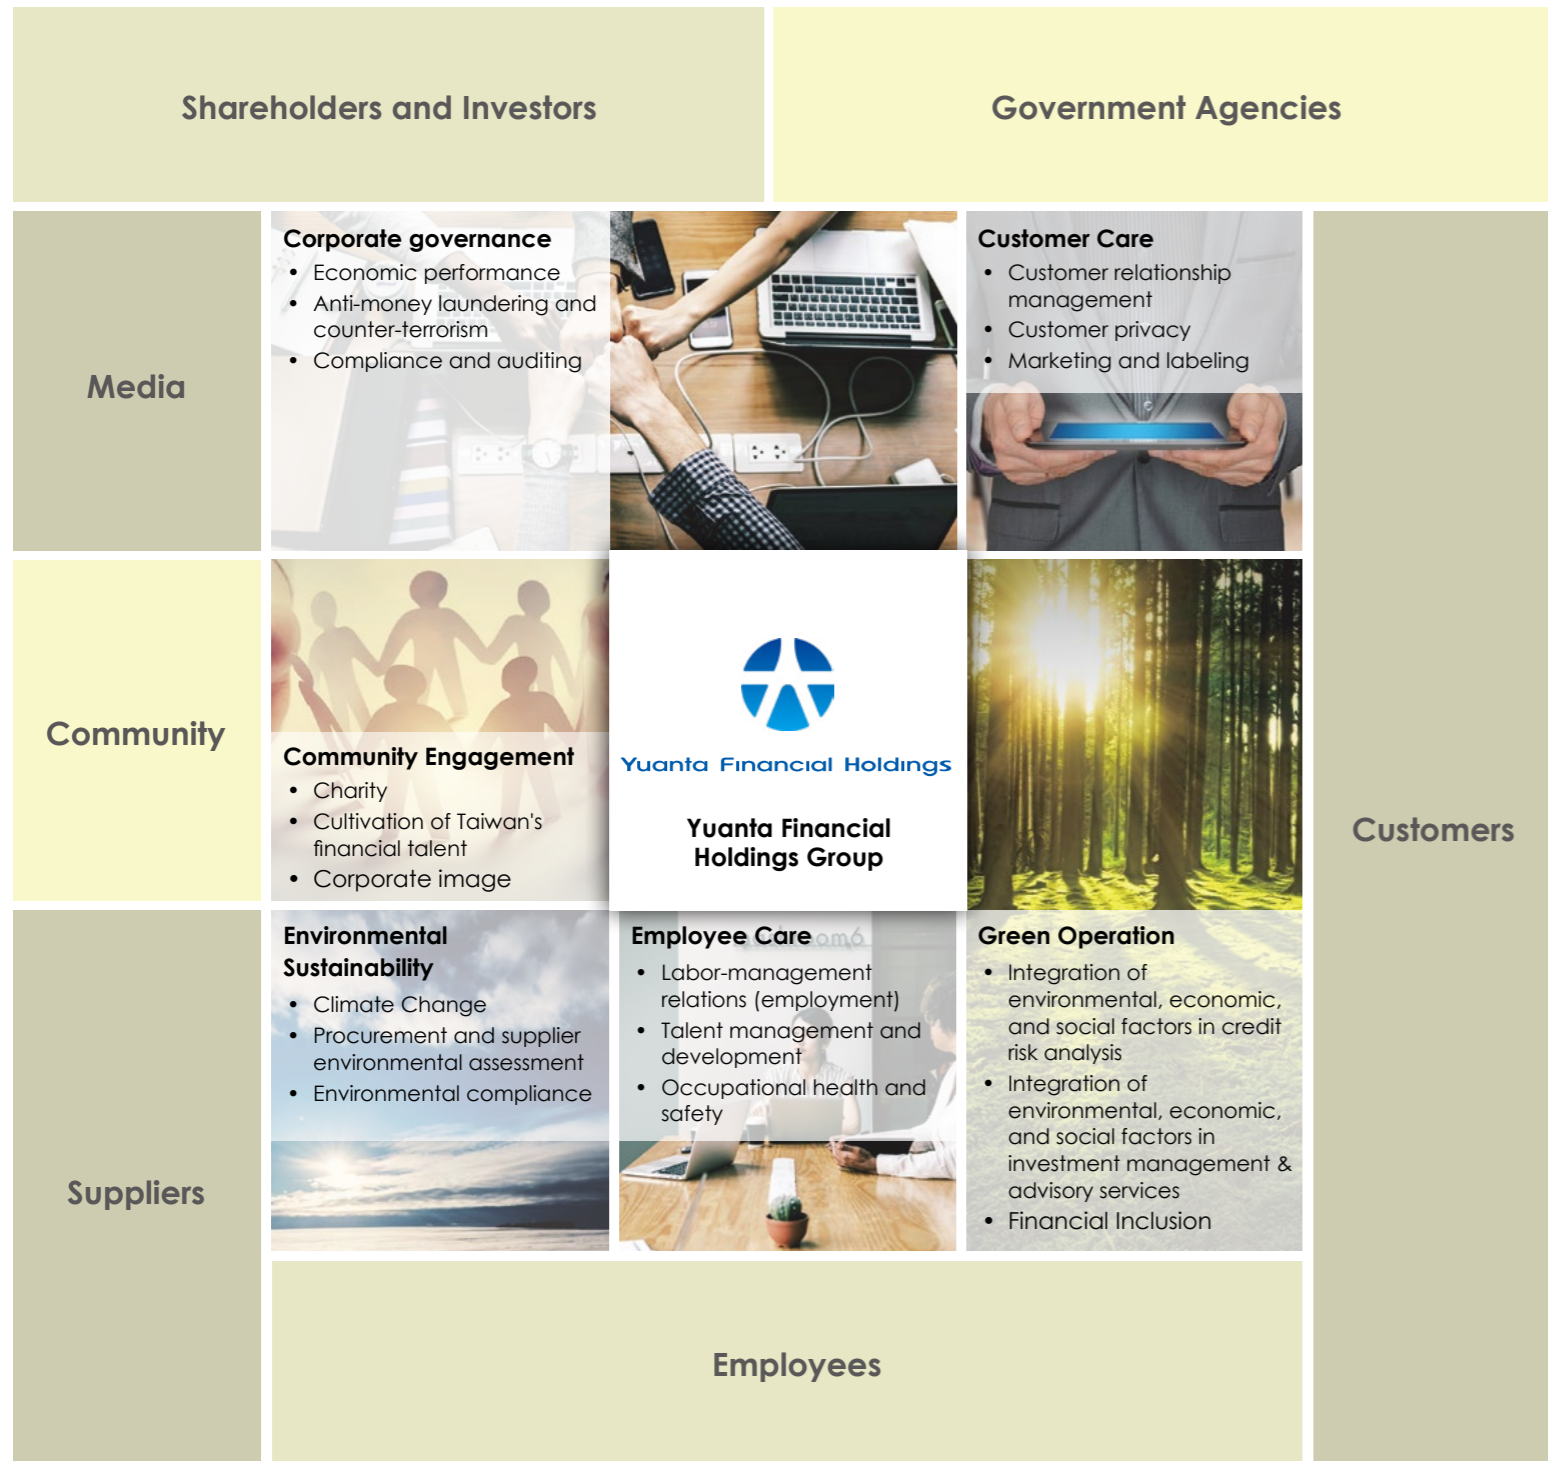 Shareholders and Investors
Government Agencies
Media
Corporate governance
• Economic performance
• Anti-money laundering and
counter-terrorism
• Compliance and auditing
Customer Care
• Customer relationship
management
• Customer privacy
• Marketing and labeling
Customers
Community
Community Engagement
• Charity
• Cultivation of Taiwan's
financial talent
• Corporate image
Yuanta Financial Holdings
Yuanta Financial
Holdings Group
Suppliers
Environmental
Sustainability
• Climate Change
• Procurement and supplier
environmental assessment
• Environmental compliance
Employee Care
• Labor-management
relations (employment)
• Talent management and
development
• Occupational health and
safety
Green Operation
• Integration of
environmental, economic,
and social factors in credit
risk analysis
• Integration of
environmental, economic,
and social factors in
investment management &
advisory services
• Financial Inclusion
Employees